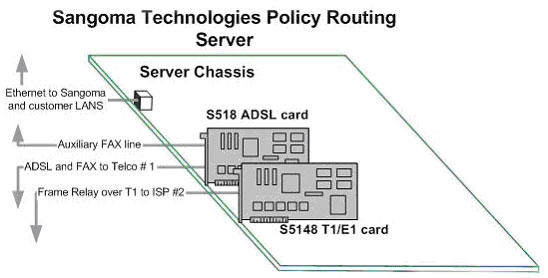 Sangoma Technologies Policy Routing
Server
Server Chassis
Ethernet to Sangoma
and customer LANS
S518 ADSL card
Auxiliary FAX line
ADSL and FAX to Telco # 1
Frame Relay over T1 to ISP #2
S5148 T1/E1 card